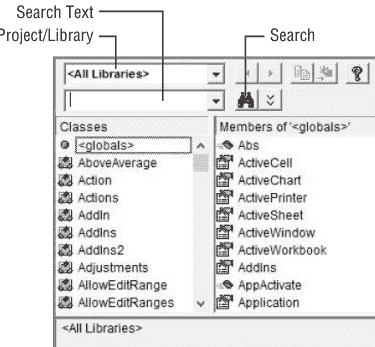 Search Text
Project/Library
Search
<All Libraries>
Classes
Members of '<globals>'
<globals>
Abs
AboveAverage
ActiveCell
Action
ActiveChart
Actions
ActivePrinter
AddIn
ActiveSheet
AddIns
ActiveWindow
AddIns2
ActiveWorkbook
Adjustments
AddIns
AllowEditRange
AppActivate
AllowEditRanges
Application
<All Libraries>